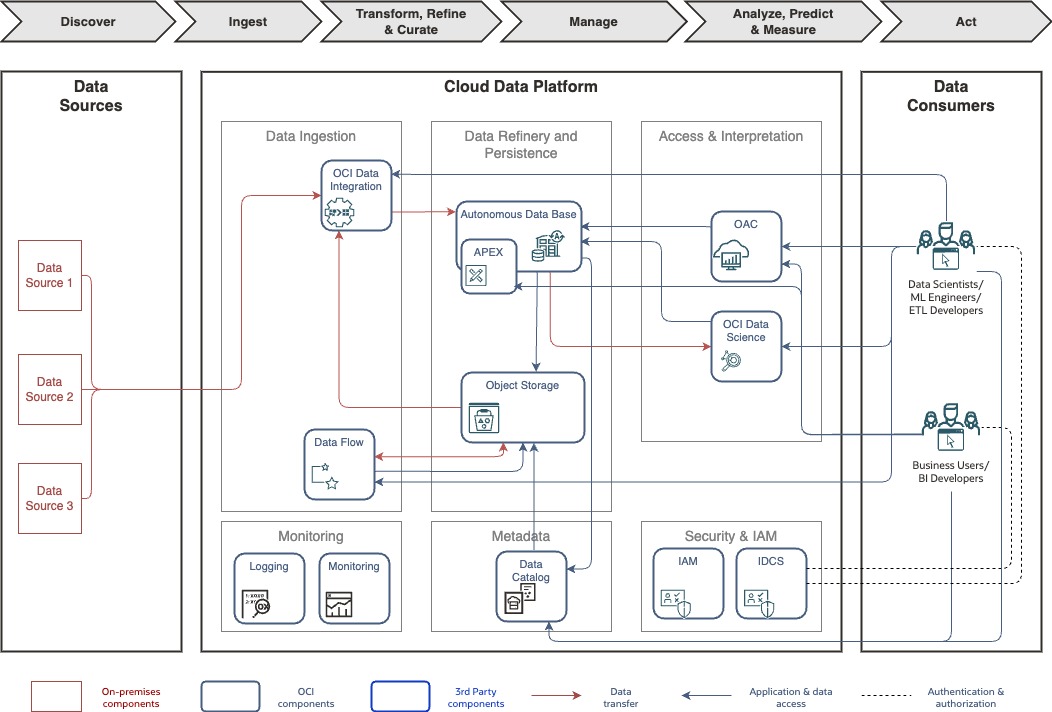 Discover
Ingest
Transform, Refine
& Curate
Manage
Analyze, Predict
& Measure
Act
Data
Sources
Cloud Data Platform
Data
Consumers
Data Ingestion
Data Refinery and
Persistence
Access & Interpretation
OCI Data
Integration
Autonomous Data Base
APEX
OAC
OCI Data
Science
Data
Source 1
Data
Source 2
Data
Source 3
Object Storage
Data Flow
Data Scientists/
ML Engineers/
ETL Developers
Business Users/
BI Developers
Monitoring
Logging
Monitoring
Metadata
Data
Catalog
Security & IAM
IAM
IDCS
On-premises
components
OCI
components
3rd Party
components
Data
transfer
Application & data
access
Authentication &
authorization